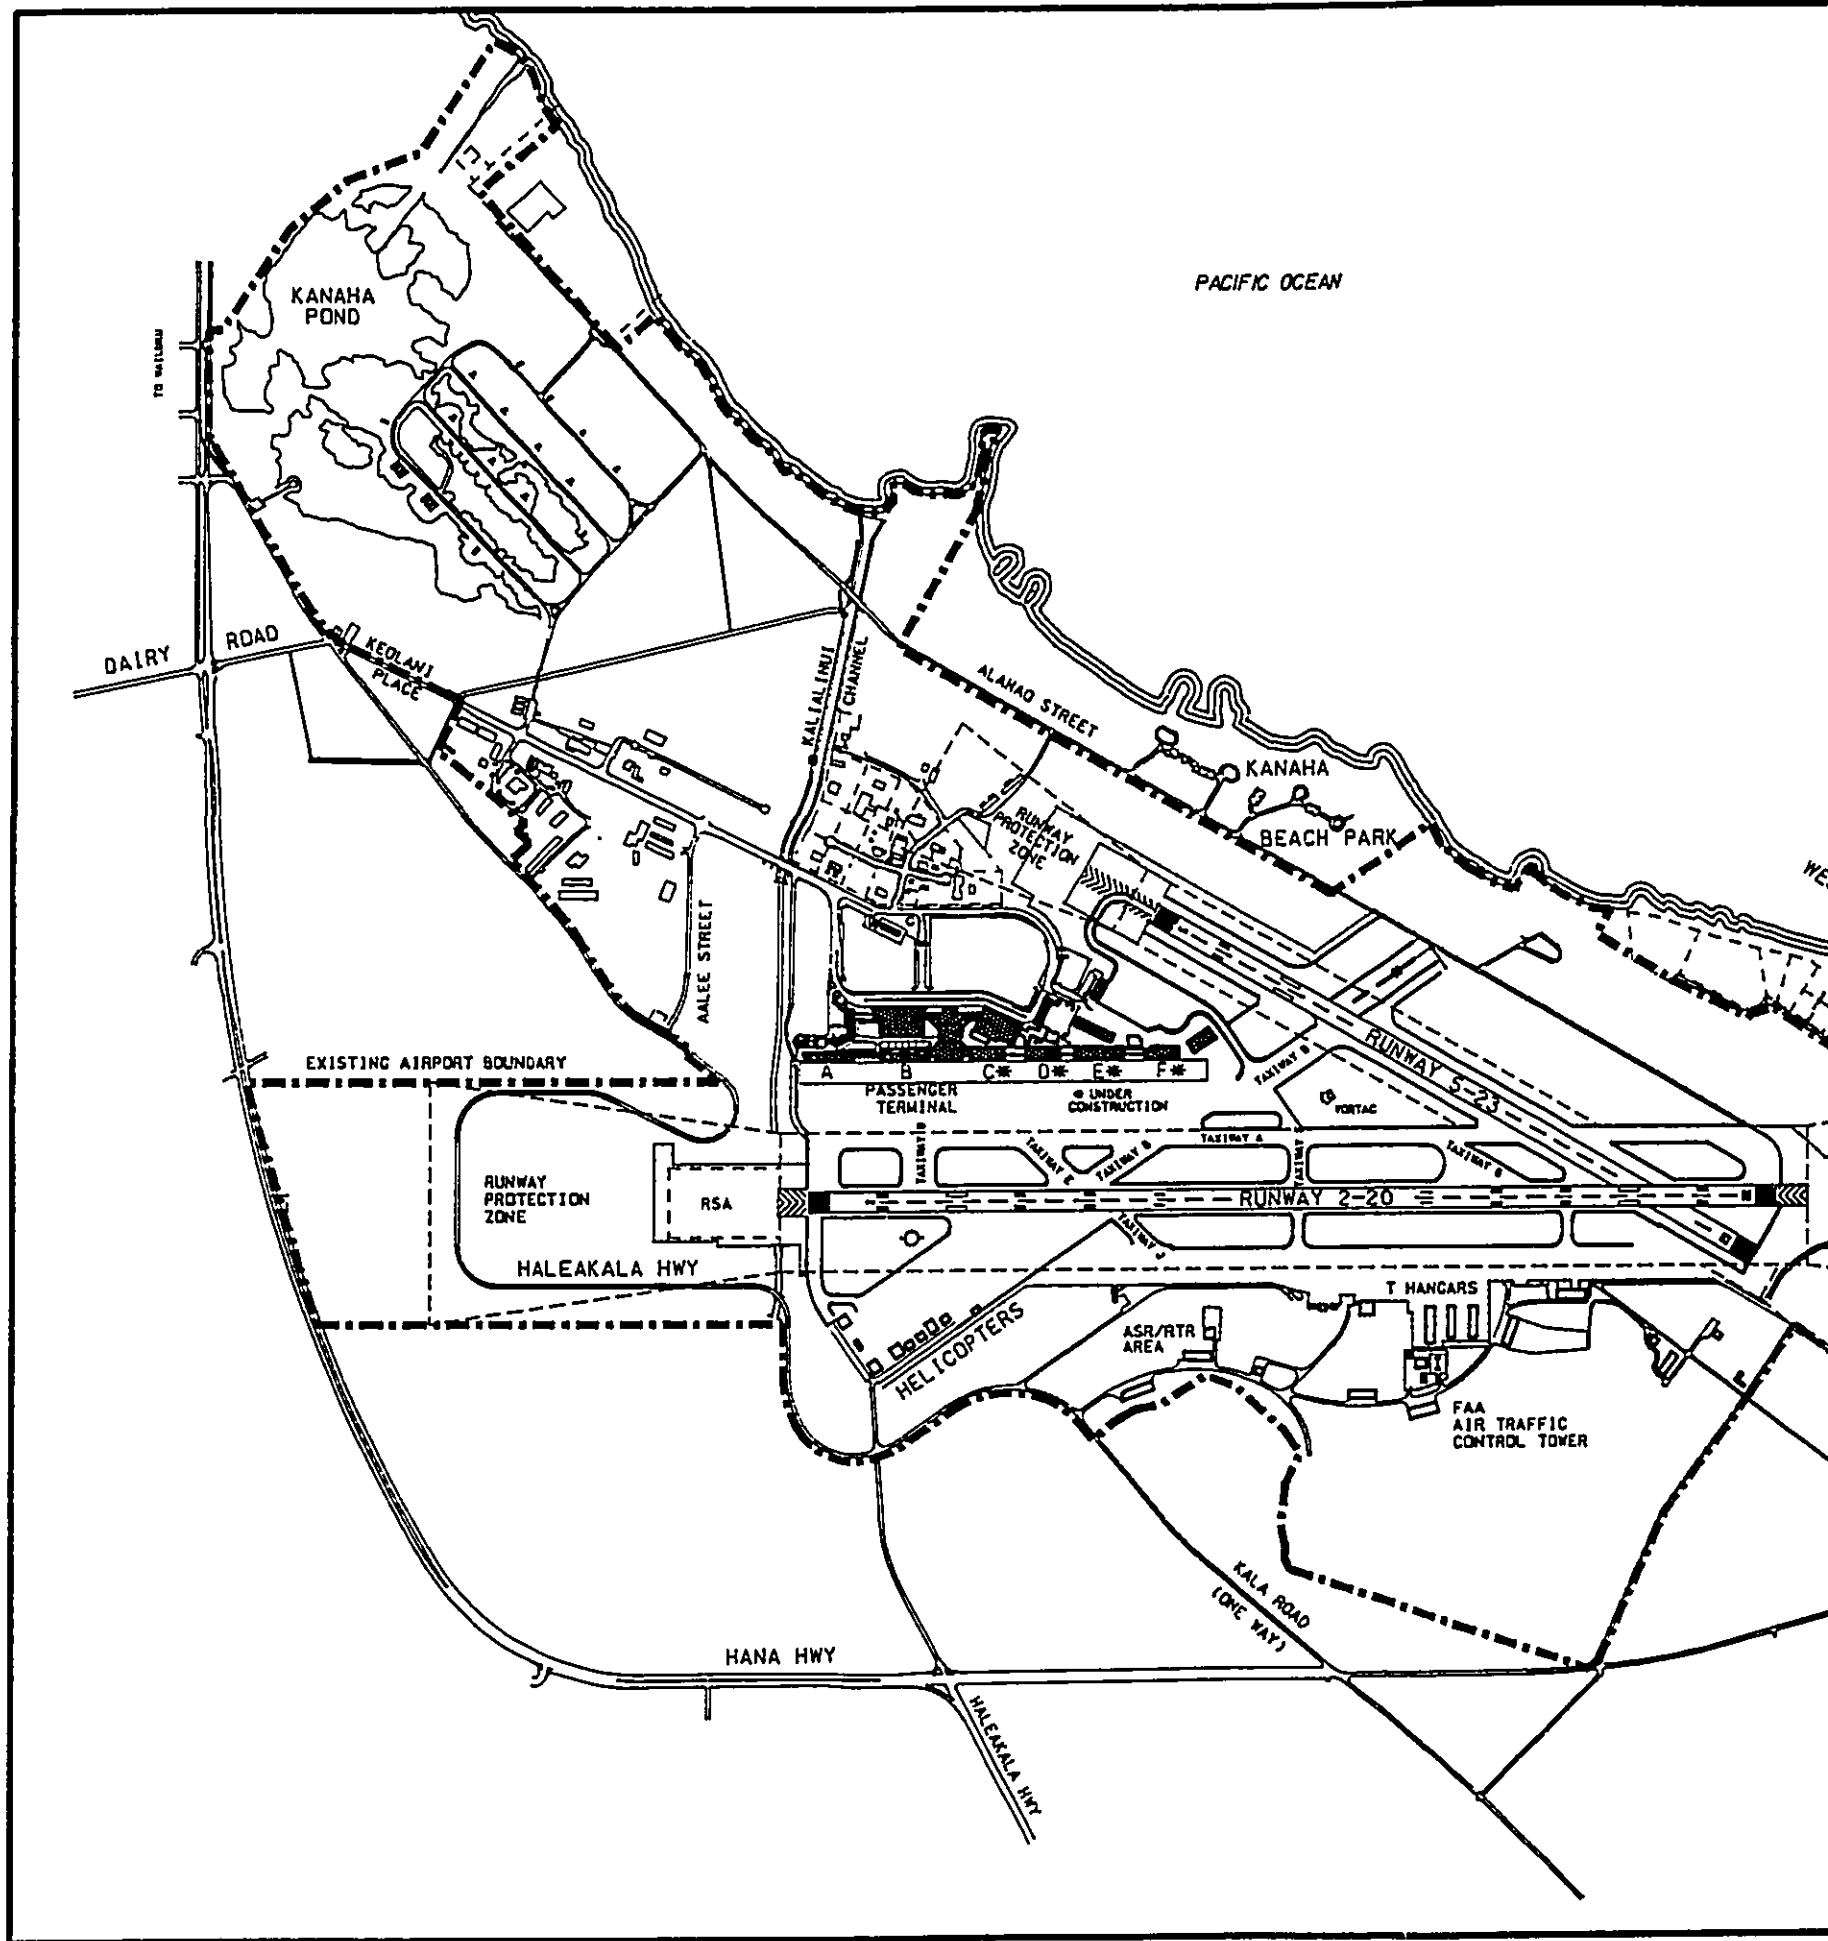 PACIFIC OCEAN
KANAHA
POND
DAIRY
ROAD
KEOLANI
PLACE
KALIALINUI
CHANNEL
ALAHAO STREET
KANAHA
BEACH PARK
RUNWAY
PROTECTION
ZONE
AALEE STREET
RUNWAY 5-23
EXISTING AIRPORT BOUNDARY
A B C* D* E* F*
PASSENGER
TERMINAL
UNDER
CONSTRUCTION
VORTAC
TAXIWAY A
RUNWAY
PROTECTION
ZONE
RSA
RUNWAY 2-20
HALEAKALA HWY
HELICOPTERS
T HANGARS
ASR/RTR
AREA
FAA
AIR TRAFFIC
CONTROL TOWER
KALA ROAD
(ONE WAY)
HANA HWY
HALEAKALA HWY